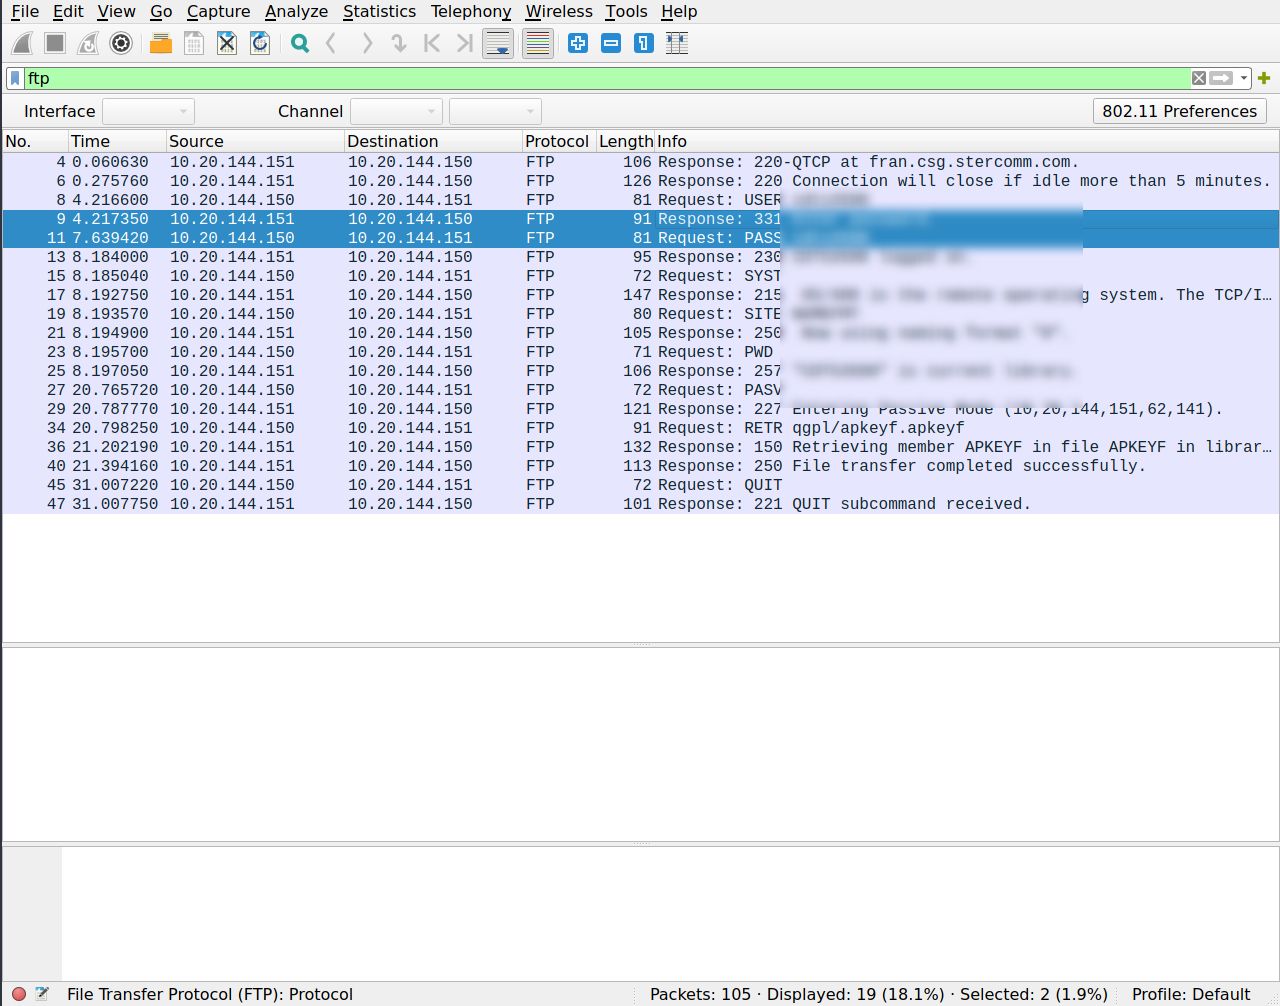 File Edit View Go Capture Analyze Statistics Telephony Wireless Tools Help
ftp
Interface Channel 802.11 Preferences
No. Time Source Destination Protocol Length Info
4 0.060630 10.20.144.151 10.20.144.150 FTP 106 Response: 220-QTCP at fran.csg.stercomm.com.
6 0.275760 10.20.144.151 10.20.144.150 FTP 126 Response: 220 Connection will close if idle more than 5 minutes.
8 4.216600 10.20.144.150 10.20.144.151 FTP 81 Request: USER
9 4.217350 10.20.144.151 10.20.144.150 FTP 91 Response: 331
11 7.639420 10.20.144.150 10.20.144.151 FTP 81 Request: PASS
13 8.184000 10.20.144.151 10.20.144.150 FTP 95 Response: 230
15 8.185040 10.20.144.150 10.20.144.151 FTP 72 Request: SYST
17 8.192750 10.20.144.151 10.20.144.150 FTP 147 Response: 215 is the remote operating system. The TCP/I…
19 8.193570 10.20.144.150 10.20.144.151 FTP 80 Request: SITE
21 8.194900 10.20.144.151 10.20.144.150 FTP 105 Response: 250
23 8.195700 10.20.144.150 10.20.144.151 FTP 71 Request: PWD
25 8.197050 10.20.144.151 10.20.144.150 FTP 106 Response: 257 is current library.
27 20.765720 10.20.144.150 10.20.144.151 FTP 72 Request: PASV
29 20.787770 10.20.144.151 10.20.144.150 FTP 121 Response: 227 Entering Passive Mode (10,20,144,151,62,141).
34 20.798250 10.20.144.150 10.20.144.151 FTP 91 Request: RETR qgpl/apkeyf.apkeyf
36 21.202190 10.20.144.151 10.20.144.150 FTP 132 Response: 150 Retrieving member APKEYF in file APKEYF in librar…
40 21.394160 10.20.144.151 10.20.144.150 FTP 113 Response: 250 File transfer completed successfully.
45 31.007220 10.20.144.150 10.20.144.151 FTP 72 Request: QUIT
47 31.007750 10.20.144.151 10.20.144.150 FTP 101 Response: 221 QUIT subcommand received.
File Transfer Protocol (FTP): Protocol Packets: 105 · Displayed: 19 (18.1%) · Selected: 2 (1.9%) Profile: Default